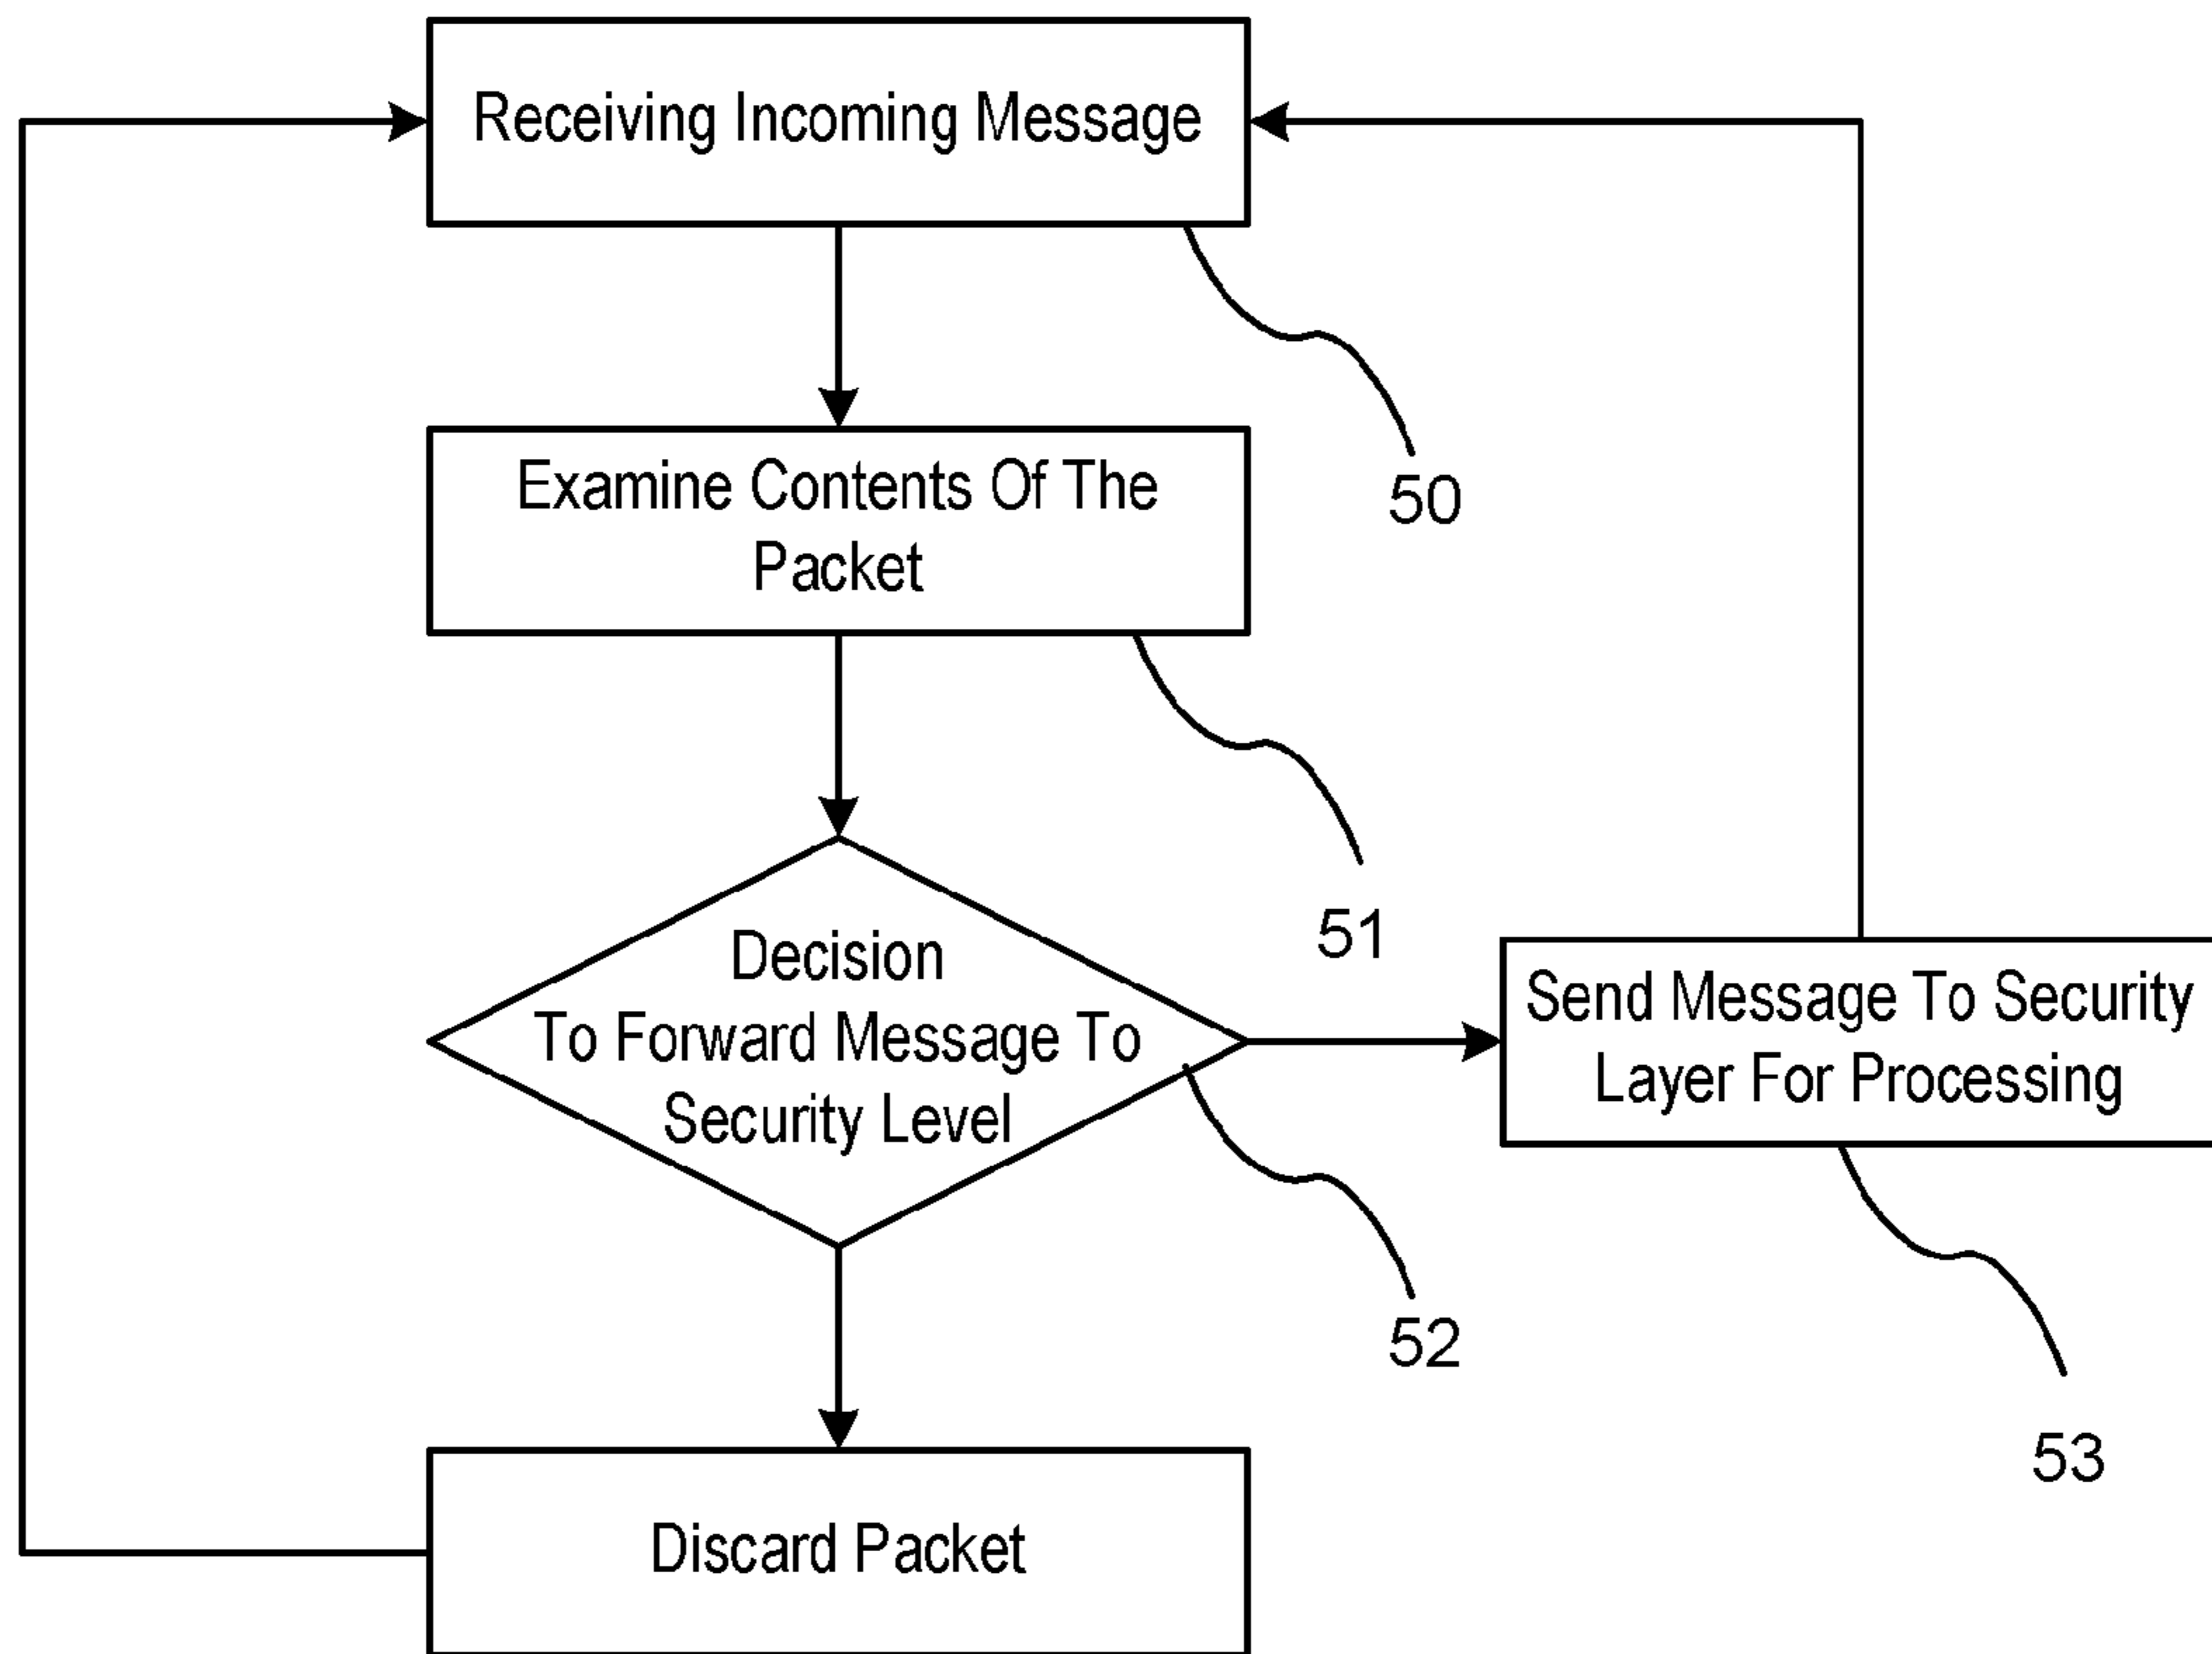 Receiving Incoming Message
50
Examine Contents Of The
Packet
51
Decision
To Forward Message To
Security Level
52
Send Message To Security
Layer For Processing
53
Discard Packet